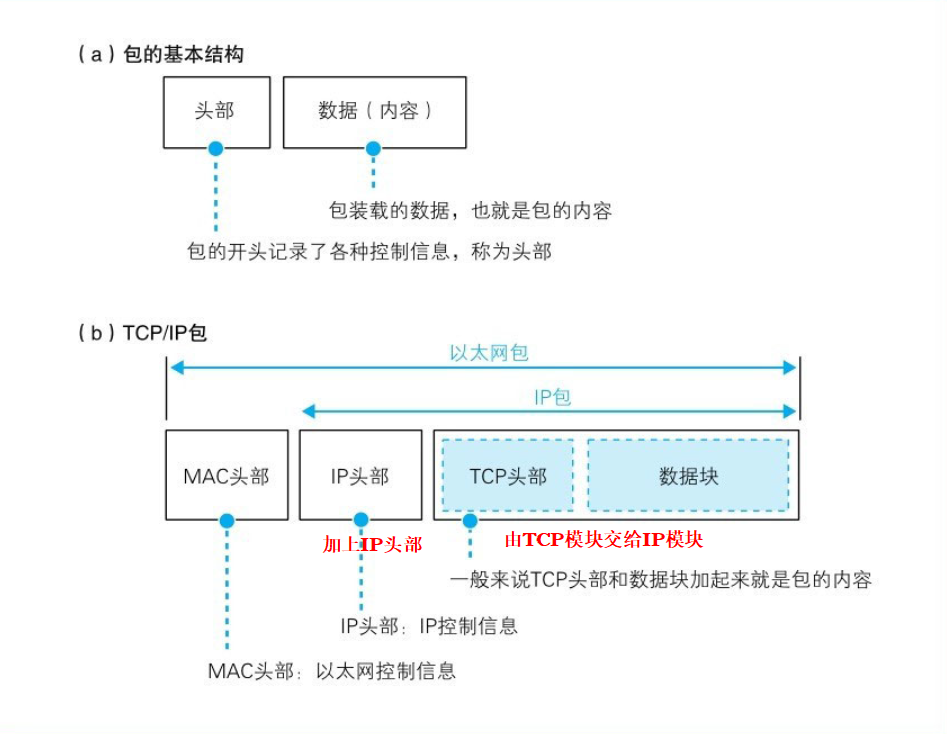 (a)包的基本结构
头部
数据(内容)
包装载的数据,也就是包的内容
包的开头记录了各种控制信息,称为头部
(b)TCP/IP包
以太网包
IP包
MAC头部
IP头部
TCP头部
数据块
加上IP头部
由TCP模块交给IP模块
一般来说TCP头部和数据块加起来就是包的内容
IP头部:IP控制信息
MAC头部:以太网控制信息